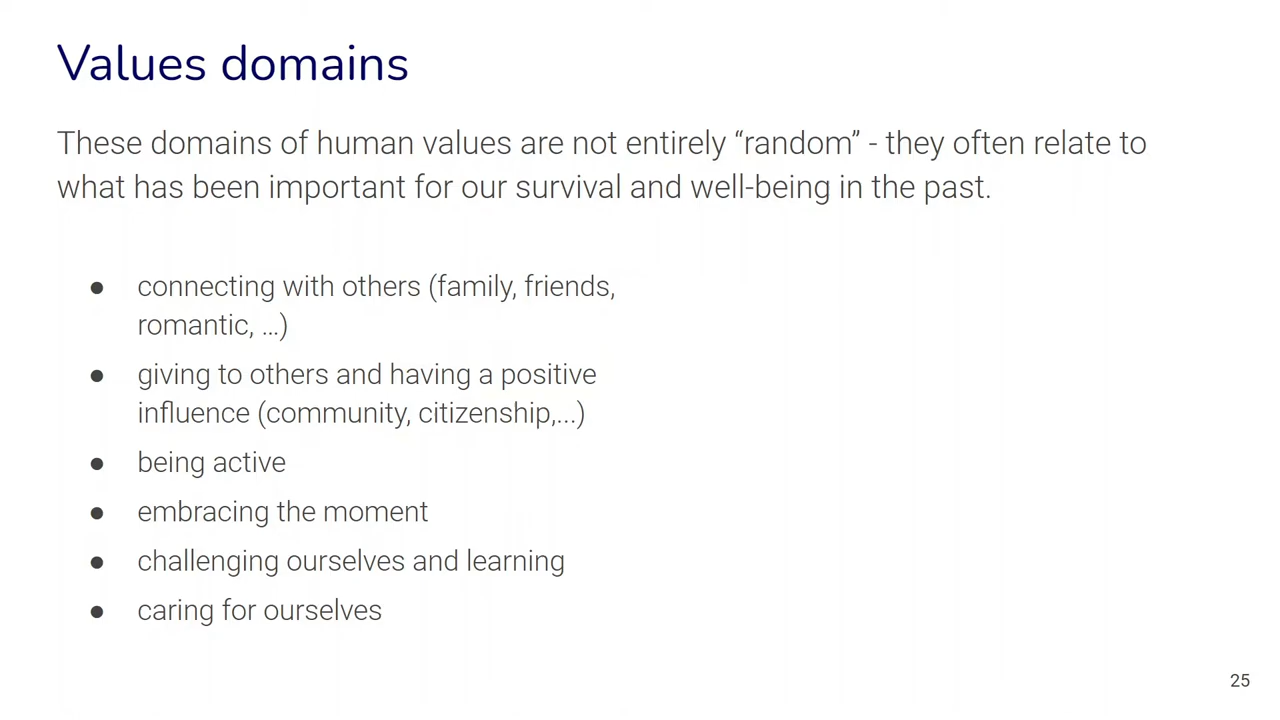 Values domains
These domains of human values are not entirely “random” - they often relate to
what has been important for our survival and well-being in the past.
● connecting with others (family, friends,
romantic, …)
● giving to others and having a positive
influence (community, citizenship,...)
● being active
● embracing the moment
● challenging ourselves and learning
● caring for ourselves
25